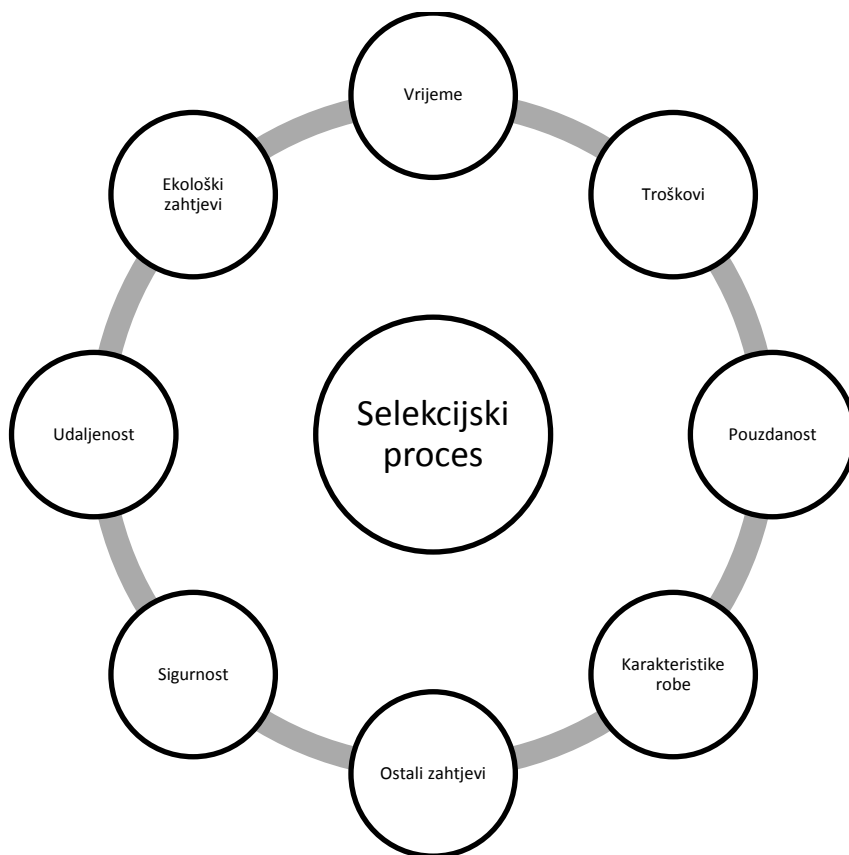 Vrijeme
Troškovi
Pouzdanost
Karakteristike
robe
Ostali zahtjevi
Sigurnost
Udaljenost
Ekološki
zahtjevi
Selekcijski
proces